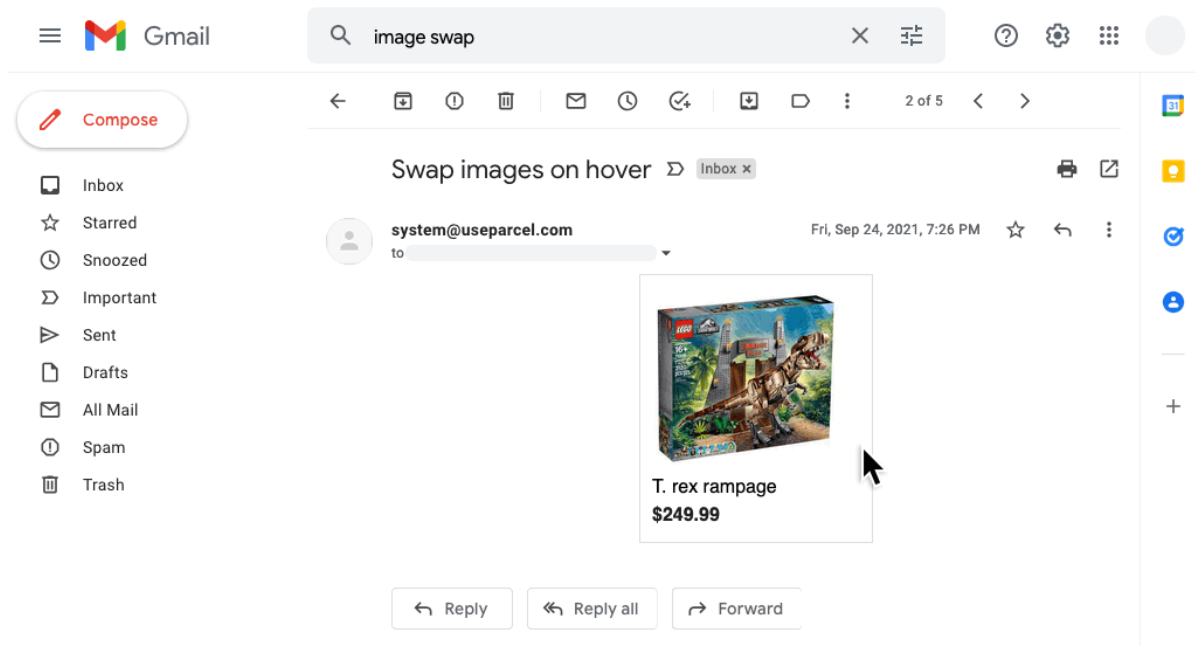 Gmail
image swap
Compose
2 of 5
31
Inbox
Starred
Snoozed
Important
Sent
Drafts
All Mail
Spam
Trash
Swap images on hover
Inbox ×
system@useparcel.com
Fri, Sep 24, 2021, 7:26 PM
to
LEGO
16+
T. rex rampage
$249.99
Reply
Reply all
Forward